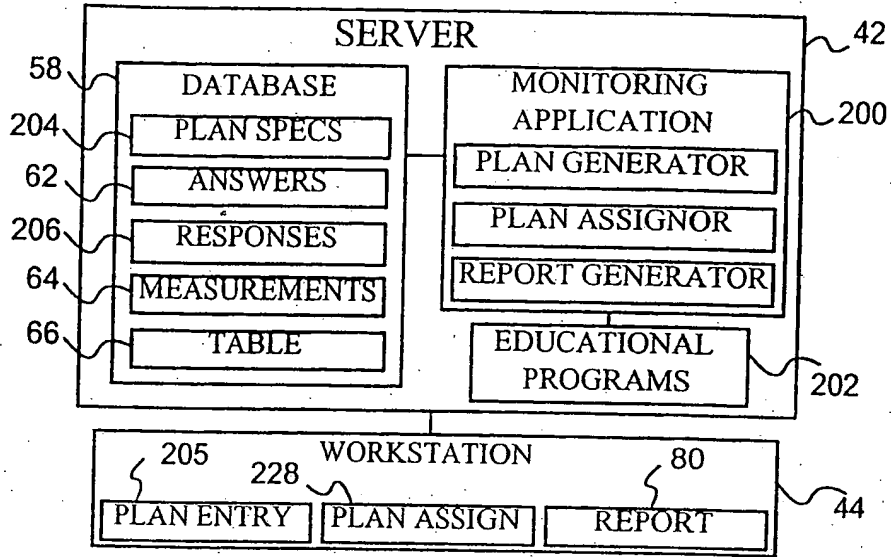 SERVER
42
58
DATABASE
204
PLAN SPECS
62
ANSWERS
206
RESPONSES
64
MEASUREMENTS
66
TABLE
MONITORING
APPLICATION
200
PLAN GENERATOR
PLAN ASSIGNOR
REPORT GENERATOR
EDUCATIONAL
PROGRAMS
202
WORKSTATION
205
228
80
44
PLAN ENTRY
PLAN ASSIGN
REPORT